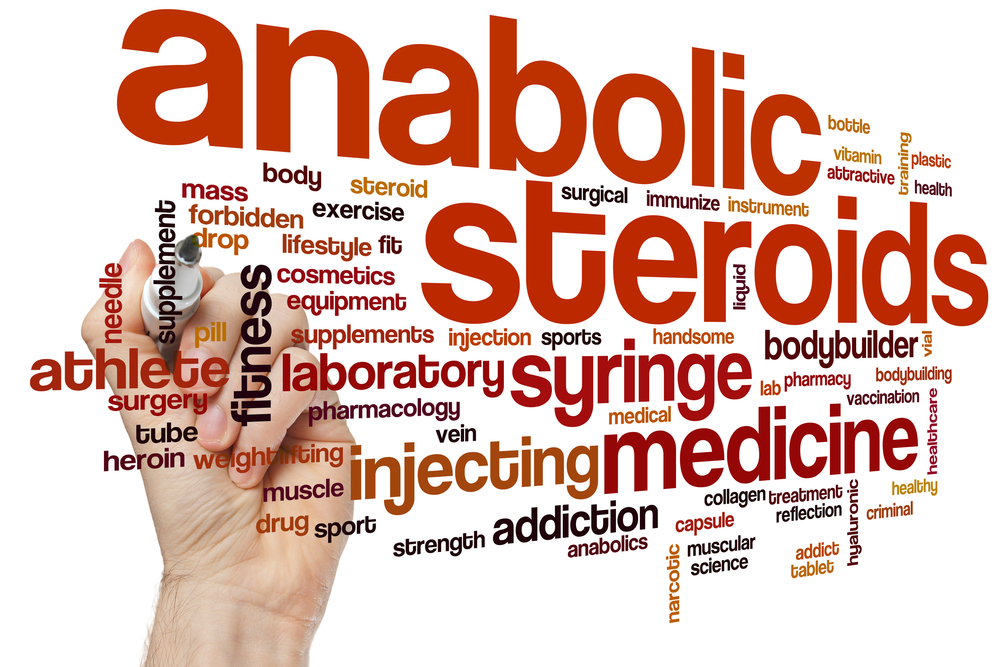 anabolic
steroids
bottle
vitamin
training
plastic
attractive
health
body
steroid
surgical
immunize
instrument
mass
forbidden
exercise
drop
lifestyle
fit
supplement
needle
cosmetics
equipment
liquid
pill
fitness
supplements
injection
sports
handsome
bodybuilder
vial
athlete
laboratory
syringe
lab
pharmacy
bodybuilding
surgery
pharmacology
medical
vaccination
healthcare
tube
vein
heroin
weightlifting
injecting
medicine
muscle
collagen
treatment
hyaluronic
healthy
drug
sport
strength
addiction
capsule
reflection
criminal
anabolics
narcotic
muscular
science
addict
tablet